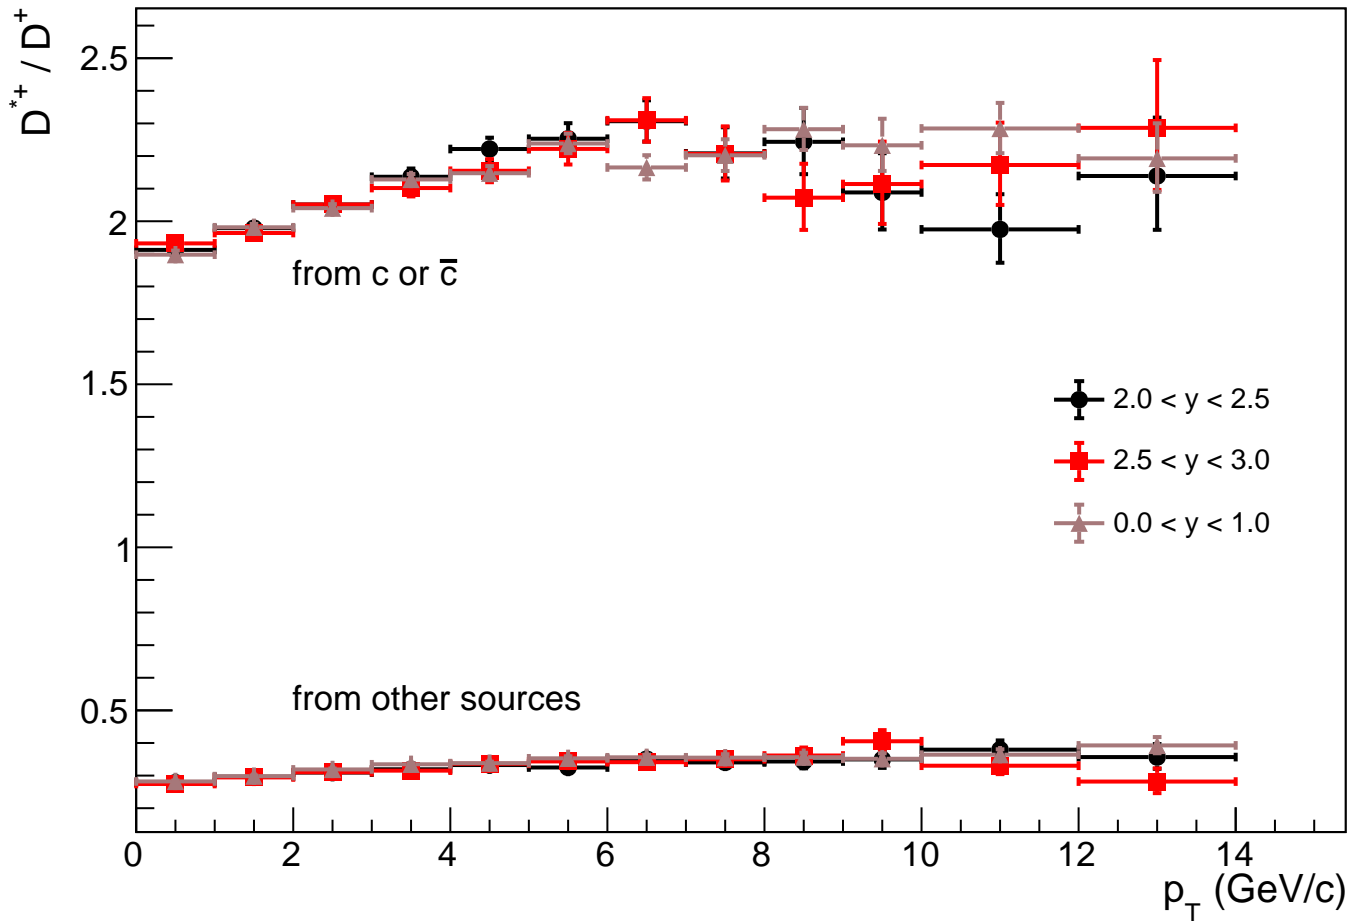 D*+ / D+
2.5
2
1.5
1
0.5
from c or c̅
2.0 < y < 2.5
2.5 < y < 3.0
0.0 < y < 1.0
from other sources
0 2 4 6 8 10 12 14
p_T (GeV/c)